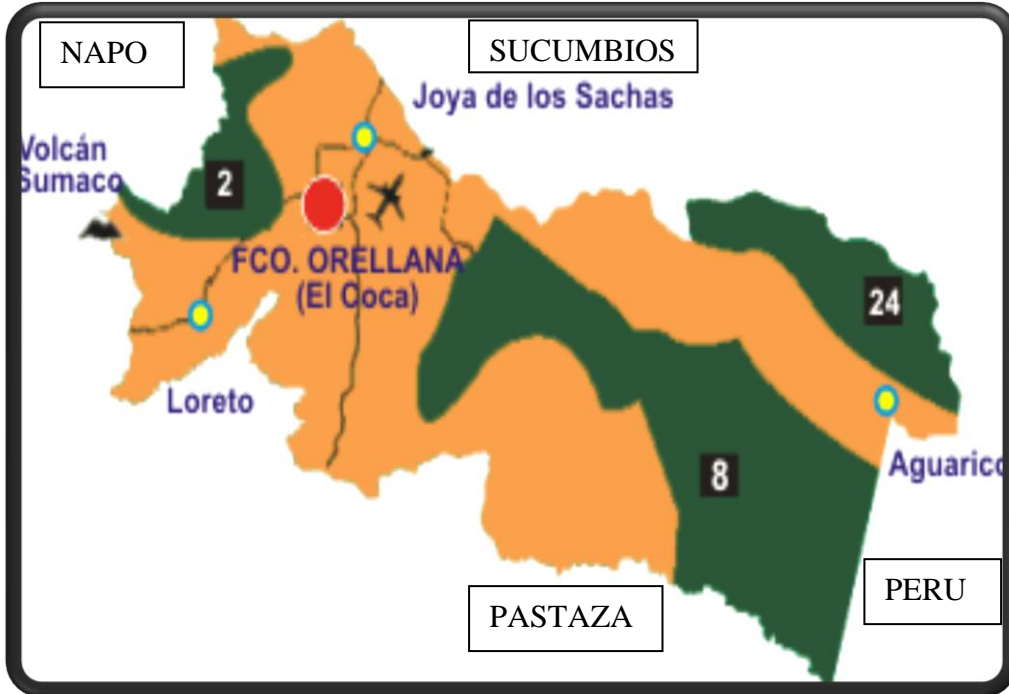 NAPO
SUCUMBIOS
Joya de los Sachas
Volcán
Sumaco
2
FCO. ORELLANA
(El Coca)
24
Loreto
Aguarico
8
PERU
PASTAZA